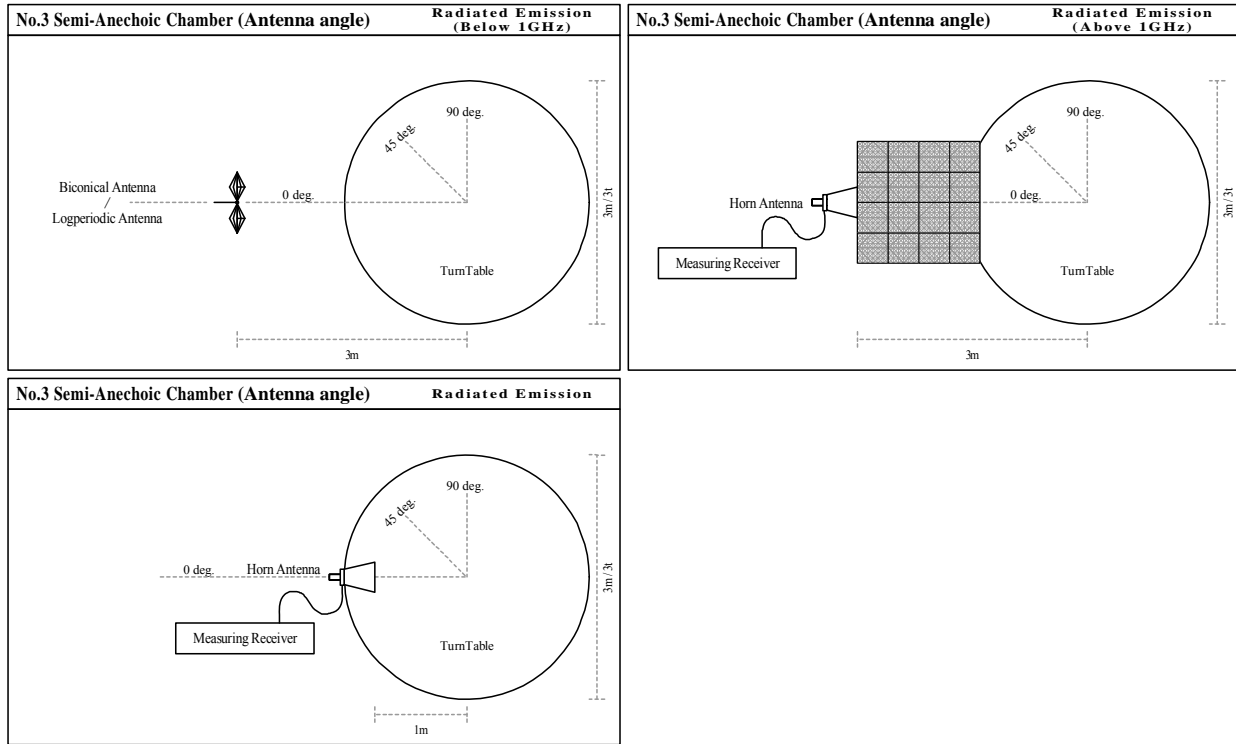 No.3 Semi-Anechoic Chamber (Antenna angle)
Radiated Emission
(Below 1GHz)
90 deg.
45 deg.
0 deg.
Biconical Antenna
Logperiodic Antenna
TurnTable
3m / 3t
3m
No.3 Semi-Anechoic Chamber (Antenna angle)
Radiated Emission
(Above 1GHz)
90 deg.
45 deg.
0 deg.
Horn Antenna
Measuring Receiver
TurnTable
3m / 3t
3m
No.3 Semi-Anechoic Chamber (Antenna angle)
Radiated Emission
90 deg.
45 deg.
0 deg.
Horn Antenna
Measuring Receiver
TurnTable
3m / 3t
1m